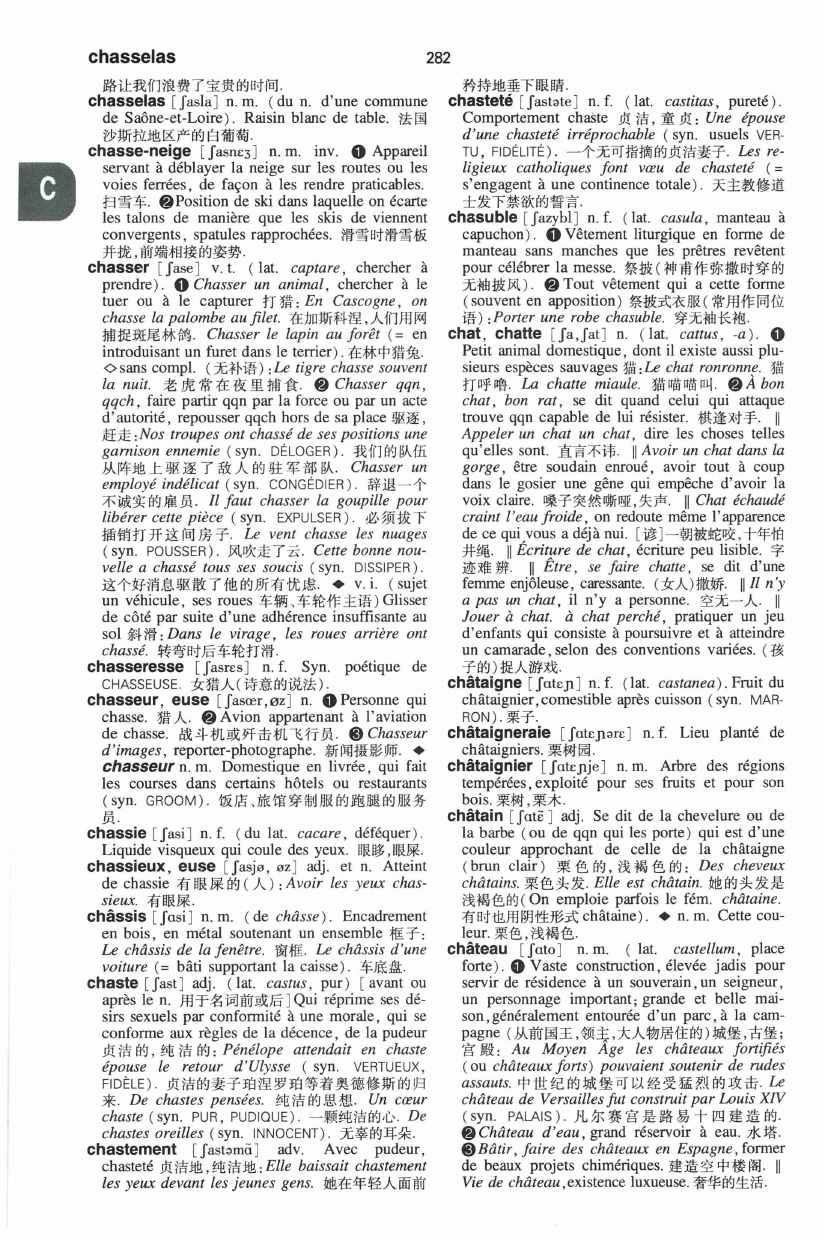 chasselas
282
C
路让我们浪费了宝贵的时间.
chasselas [ʃasla] n. m. (du n. d'une commune
de Saône-et-Loire). Raisin blanc de table. 法国
沙斯拉地区产的白葡萄.
chasse-neige [ʃasnɛʒ] n. m. inv. ❶ Appareil
servant à déblayer la neige sur les routes ou les
voies ferrées, de façon à les rendre praticables.
扫雪车. ❷Position de ski dans laquelle on écarte
les talons de manière que les skis de viennent
convergents, spatules rapprochées. 滑雪时滑雪板
并拢,前端相接的姿势.
chasser [ʃase] v. t. (lat. captare, chercher à
prendre). ❶ Chasser un animal, chercher à le
tuer ou à le capturer 打猎: En Cascogne, on
chasse la palombe au filet. 在加斯科涅,人们用网
捕捉斑尾林鸽. Chasser le lapin au forêt (= en
introduisant un furet dans le terrier). 在林中猎兔.
◇sans compl. (无补语):Le tigre chasse souvent
la nuit. 老虎常在夜里捕食. ❷ Chasser qqn,
qqch, faire partir qqn par la force ou par un acte
d'autorité, repousser qqch hors de sa place 驱逐,
赶走:Nos troupes ont chassé de ses positions une
garnison ennemie (syn. DÉLOGER). 我们的队伍
从阵地上驱逐了敌人的驻军部队. Chasser un
employé indélicat (syn. CONGÉDIER). 辞退一个
不诚实的雇员. Il faut chasser la goupille pour
libérer cette pièce (syn. EXPULSER). 必须拔下
插销打开这间房子. Le vent chasse les nuages
(syn. POUSSER). 风吹走了云. Cette bonne nou-
velle a chassé tous ses soucis (syn. DISSIPER).
这个好消息驱散了他的所有忧虑. ◆ v. i. (sujet
un véhicule, ses roues 车辆、车轮作主语) Glisser
de côté par suite d'une adhérence insuffisante au
sol 斜滑: Dans le virage, les roues arrière ont
chassé. 转弯时后车轮打滑.
chasseresse [ʃasrɛs] n. f. Syn. poétique de
CHASSEUSE. 女猎人(诗意的说法).
chasseur, euse [ʃasœr,øz] n. ❶Personne qui
chasse. 猎人. ❷Avion appartenant à l'aviation
de chasse. 战斗机或歼击机飞行员. ❸ Chasseur
d'images, reporter-photographe. 新闻摄影师. ◆
chasseur n. m. Domestique en livrée, qui fait
les courses dans certains hôtels ou restaurants
(syn. GROOM). 饭店、旅馆穿制服的跑腿的服务
员.
chassie [ʃasi] n. f. (du lat. cacare, déféquer).
Liquide visqueux qui coule des yeux. 眼眵,眼屎.
chassieux, euse [ʃasjø, øz] adj. et n. Atteint
de chassie 有眼屎的(人): Avoir les yeux chas-
sieux. 有眼屎.
châssis [ʃɑsi] n. m. (de châsse). Encadrement
en bois, en métal soutenant un ensemble 框子:
Le châssis de la fenêtre. 窗框. Le châssis d'une
voiture (= bâti supportant la caisse). 车底盘.
chaste [ʃast] adj. (lat. castus, pur) [avant ou
après le n. 用于名词前或后] Qui réprime ses dé-
sirs sexuels par conformité à une morale, qui se
conforme aux règles de la décence, de la pudeur
贞洁的,纯洁的: Pénélope attendait en chaste
épouse le retour d'Ulysse (syn. VERTUEUX,
FIDÈLE). 贞洁的妻子珀涅罗珀等着奥德修斯的归
来. De chastes pensées. 纯洁的思想. Un cœur
chaste (syn. PUR, PUDIQUE). 一颗纯洁的心. De
chastes oreilles (syn. INNOCENT). 无辜的耳朵.
chastement [ʃastəmɑ̃] adv. Avec pudeur,
chasteté 贞洁地,纯洁地: Elle baissait chastement
les yeux devant les jeunes gens. 她在年轻人面前
矜持地垂下眼睛.
chasteté [ʃastəte] n. f. (lat. castitas, pureté).
Comportement chaste 贞洁,童贞: Une épouse
d'une chasteté irréprochable (syn. usuels VER-
TU, FIDÉLITÉ). 一个无可指摘的贞洁妻子. Les re-
ligieux catholiques font vœu de chasteté (=
s'engagent à une continence totale). 天主教修道
士发下禁欲的誓言.
chasuble [ʃazybl] n. f. (lat. casula, manteau à
capuchon). ❶ Vêtement liturgique en forme de
manteau sans manches que les prêtres revêtent
pour célébrer la messe. 祭披(神甫作弥撒时穿的
无袖披风). ❷ Tout vêtement qui a cette forme
(souvent en apposition) 祭披式衣服(常用作同位
语):Porter une robe chasuble. 穿无袖长袍.
chat, chatte [ʃa,ʃat] n. (lat. cattus, -a). ❶
Petit animal domestique, dont il existe aussi plu-
sieurs espèces sauvages 猫:Le chat ronronne. 猫
打呼噜. La chatte miaule. 猫喵喵叫. ❷ À bon
chat, bon rat, se dit quand celui qui attaque
trouve qqn capable de lui résister. 棋逢对手. ‖
Appeler un chat un chat, dire les choses telles
qu'elles sont. 直言不讳. ‖ Avoir un chat dans la
gorge, être soudain enroué, avoir tout à coup
dans le gosier une gêne qui empêche d'avoir la
voix claire. 嗓子突然嘶哑,失声. ‖ Chat échaudé
craint l'eau froide, on redoute même l'apparence
de ce qui vous a déjà nui. [谚]一朝被蛇咬,十年怕
井绳. ‖ Écriture de chat, écriture peu lisible. 字
迹难辨. ‖ Être, se faire chatte, se dit d'une
femme enjôleuse, caressante. (女人)撒娇. ‖ Il n'y
a pas un chat, il n'y a personne. 空无一人. ‖
Jouer à chat. à chat perché, pratiquer un jeu
d'enfants qui consiste à poursuivre et à atteindre
un camarade, selon des conventions variées. (孩
子的)捉人游戏.
châtaigne [ʃɑtɛɲ] n. f. (lat. castanea). Fruit du
châtaignier,comestible après cuisson (syn. MAR-
RON). 栗子.
châtaigneraie [ʃɑtɛɲərɛ] n. f. Lieu planté de
châtaigniers. 栗树园.
châtaignier [ʃɑtɛɲje] n. m. Arbre des régions
tempérées,exploité pour ses fruits et pour son
bois. 栗树,栗木.
châtain [ʃɑtɛ̃] adj. Se dit de la chevelure ou de
la barbe (ou de qqn qui les porte) qui est d'une
couleur approchant de celle de la châtaigne
(brun clair) 栗色的,浅褐色的: Des cheveux
châtains. 栗色头发. Elle est châtain. 她的头发是
浅褐色的(On emploie parfois le fém. châtaine.
有时也用阴性形式 châtaine). ◆ n. m. Cette cou-
leur. 栗色,浅褐色.
château [ʃɑto] n. m. ( lat. castellum, place
forte). ❶ Vaste construction, élevée jadis pour
servir de résidence à un souverain, un seigneur,
un personnage important; grande et belle mai-
son,généralement entourée d'un parc, à la cam-
pagne (从前国王,领主,大人物居住的)城堡,古堡;
宫殿: Au Moyen Âge les châteaux fortifiés
(ou châteaux forts) pouvaient soutenir de rudes
assauts. 中世纪的城堡可以经受猛烈的攻击. Le
château de Versailles fut construit par Louis XIV
(syn. PALAIS). 凡尔赛宫是路易十四建造的.
❷Château d'eau, grand réservoir à eau. 水塔.
❸Bâtir, faire des châteaux en Espagne, former
de beaux projets chimériques. 建造空中楼阁. ‖
Vie de château,existence luxueuse. 奢华的生活.